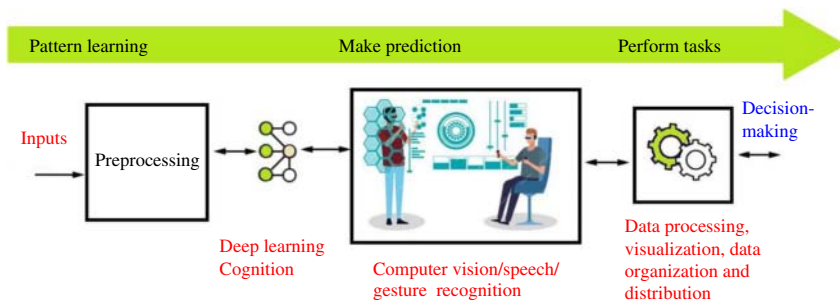 Pattern learning
Make prediction
Perform tasks
Inputs
Preprocessing
Decision-
making
Deep learning
Cognition
Computer vision/speech/
gesture recognition
Data processing,
visualization, data
organization and
distribution